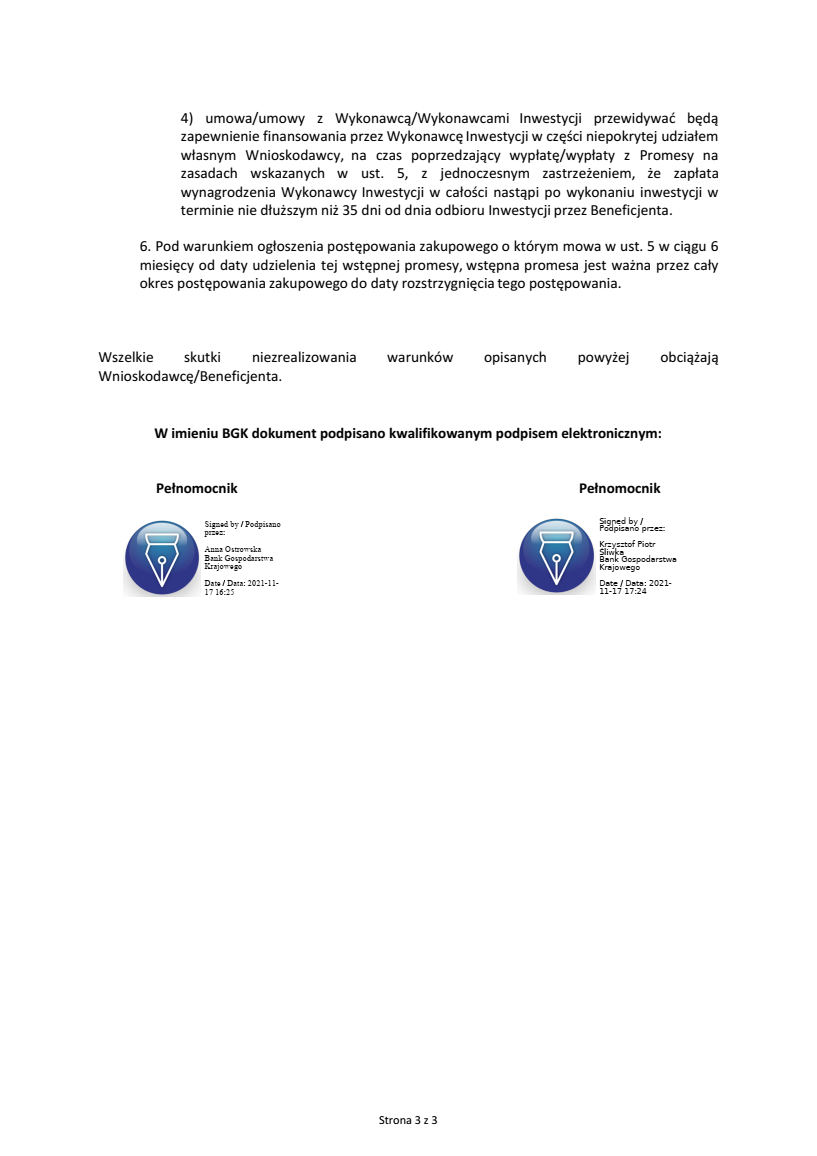 4) umowa/umowy z Wykonawcą/Wykonawcami Inwestycji przewidywać będą
zapewnienie finansowania przez Wykonawcę Inwestycji w części niepokrytej udziałem
własnym Wnioskodawcy, na czas poprzedzający wypłatę/wypłaty z Promesy na
zasadach wskazanych w ust. 5, z jednoczesnym zastrzeżeniem, że zapłata
wynagrodzenia Wykonawcy Inwestycji w całości nastąpi po wykonaniu inwestycji w
terminie nie dłuższym niż 35 dni od dnia odbioru Inwestycji przez Beneficjenta.
6. Pod warunkiem ogłoszenia postępowania zakupowego o którym mowa w ust. 5 w ciągu 6
miesięcy od daty udzielenia tej wstępnej promesy, wstępna promesa jest ważna przez cały
okres postępowania zakupowego do daty rozstrzygnięcia tego postępowania.
Wszelkie skutki niezrealizowania warunków opisanych powyżej obciążają
Wnioskodawcę/Beneficjenta.
W imieniu BGK dokument podpisano kwalifikowanym podpisem elektronicznym:
Pełnomocnik
Signed by / Podpisano
przez:
Anna Ostrowska
Bank Gospodarstwa
Krajowego
Date / Data: 2021-11-
17 16:25
Pełnomocnik
Signed by /
Podpisano przez:
Krzysztof Piotr
Śliwka
Bank Gospodarstwa
Krajowego
Date / Data: 2021-
11-17 17:24
Strona 3 z 3